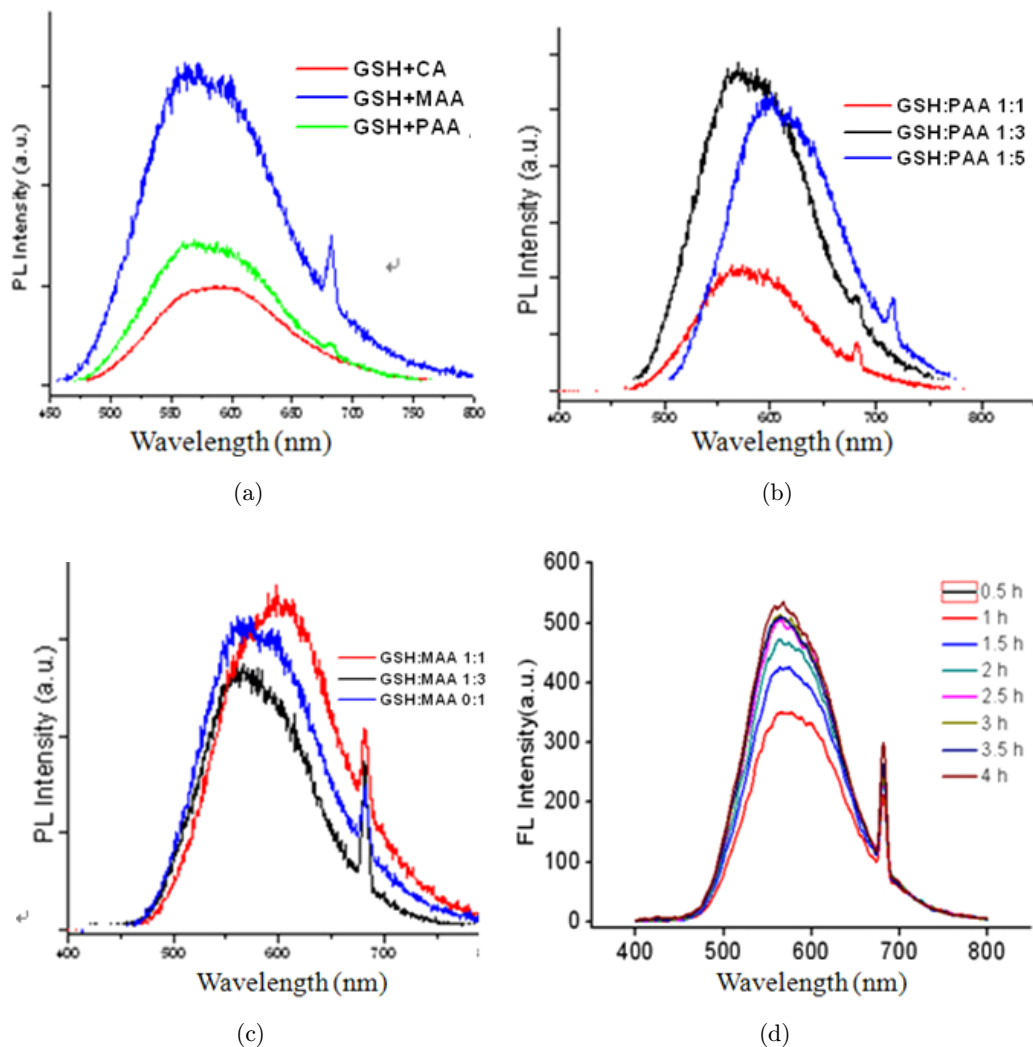 GSH+CA
GSH+MAA
GSH+PAA
PL Intensity (a.u.)
450 500 550 600 650 700 750 800
Wavelength (nm)
(a)
GSH:PAA 1:1
GSH:PAA 1:3
GSH:PAA 1:5
PL Intensity (a.u.)
400 500 600 700 800
Wavelength (nm)
(b)
GSH:MAA 1:1
GSH:MAA 1:3
GSH:MAA 0:1
PL Intensity (a.u.)
400 500 600 700
Wavelength (nm)
(c)
600
500
400
300
200
100
0
0.5 h
1 h
1.5 h
2 h
2.5 h
3 h
3.5 h
4 h
FL Intensity(a.u.)
400 500 600 700 800
Wavelength (nm)
(d)